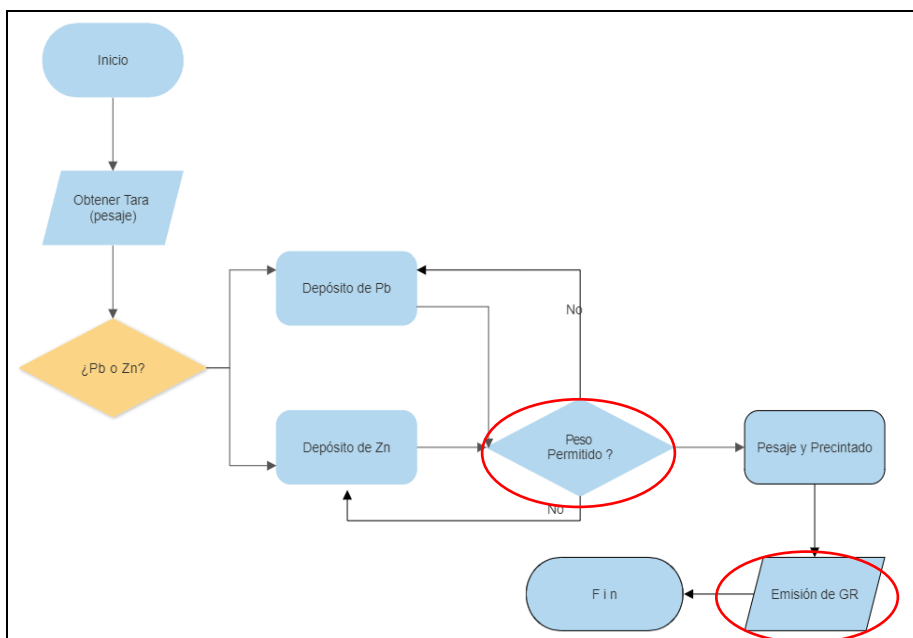 Inicio
Obtener Tara
(pesaje)
¿Pb o Zn?
Depósito de Pb
No
Depósito de Zn
Peso
Permitido ?
No
Pesaje y Precintado
Emisión de GR
F i n